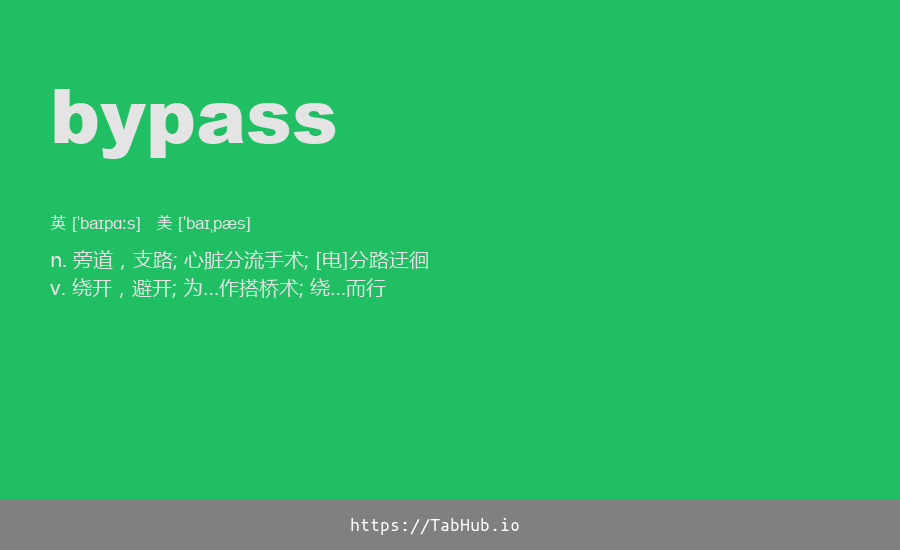 bypass
英 [ˈbaɪpɑːs] 美 [ˈbaɪˌpæs]
n. 旁道，支路; 心脏分流手术; [电]分路迂徊
v. 绕开，避开; 为…作搭桥术; 绕…而行
https://TabHub.io